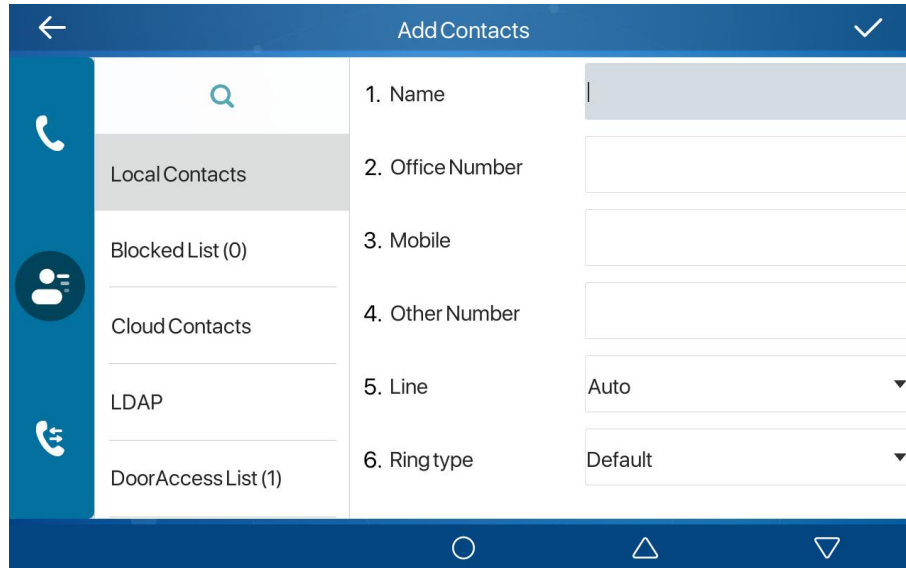 Add Contacts
Local Contacts
Blocked List (0)
Cloud Contacts
LDAP
DoorAccess List (1)
1. Name
2. Office Number
3. Mobile
4. Other Number
5. Line Auto
6. Ring type Default